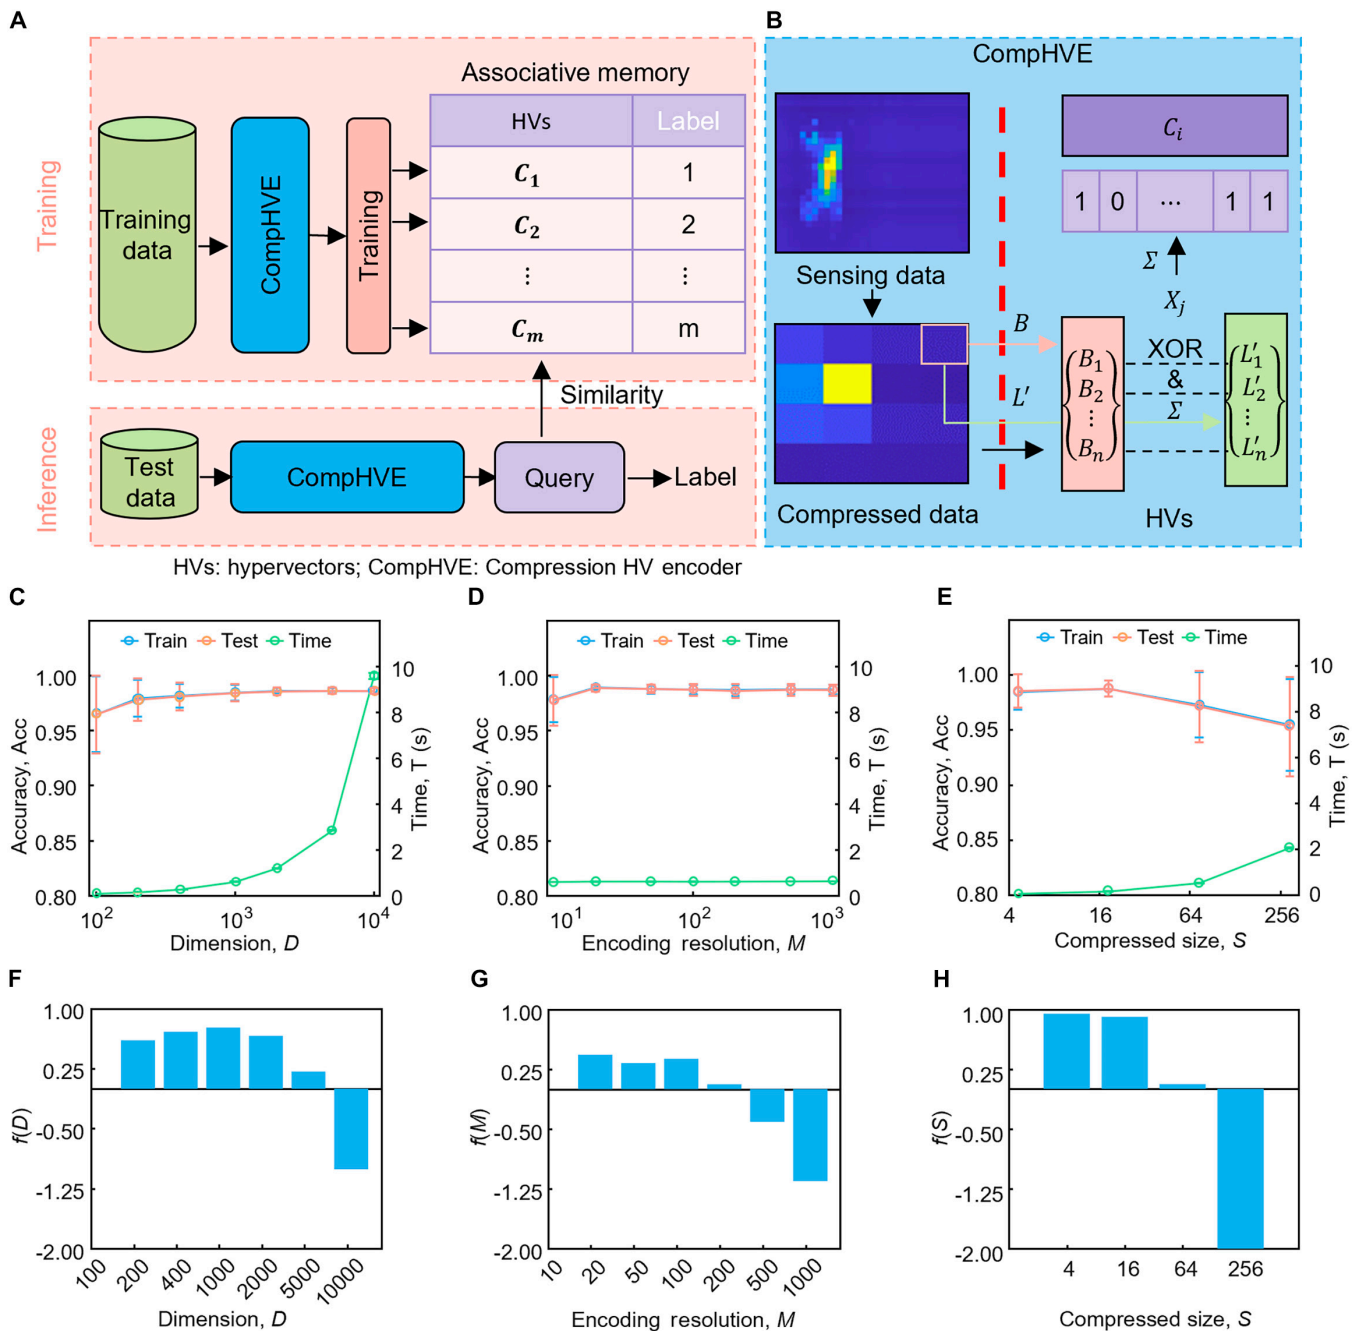 A
Training
Training
data
CompHVE
Training
Associative memory
HVs Label
C1 1
C2 2
⋮ ⋮
Cm m
Similarity
Inference
Test
data
CompHVE
Query
Label
HVs: hypervectors; CompHVE: Compression HV encoder
B
CompHVE
Sensing data
Compressed data
B
L′
Ci
1 0 ... 1 1
Σ
Xj
B1
B2
⋮
Bn
XOR
&
Σ
L′1
L′2
⋮
L′n
HVs
C
Train Test Time
Accuracy, Acc
1.00
0.95
0.90
0.85
0.80
10
8
6
4
2
0
Time, T (s)
10² 10³ 10⁴
Dimension, D
D
Train Test Time
Accuracy, Acc
1.00
0.95
0.90
0.85
0.80
10
8
6
4
2
0
Time, T (s)
10¹ 10² 10³
Encoding resolution, M
E
Train Test Time
Accuracy, Acc
1.00
0.95
0.90
0.85
0.80
10
8
6
4
2
0
Time, T (s)
4 16 64 256
Compressed size, S
F
f(D)
1.00
0.25
-0.50
-1.25
-2.00
100 200 400 1000 2000 5000 10000
Dimension, D
G
f(M)
1.00
0.25
-0.50
-1.25
-2.00
10 20 50 100 200 500 1000
Encoding resolution, M
H
f(S)
1.00
0.25
-0.50
-1.25
-2.00
4 16 64 256
Compressed size, S